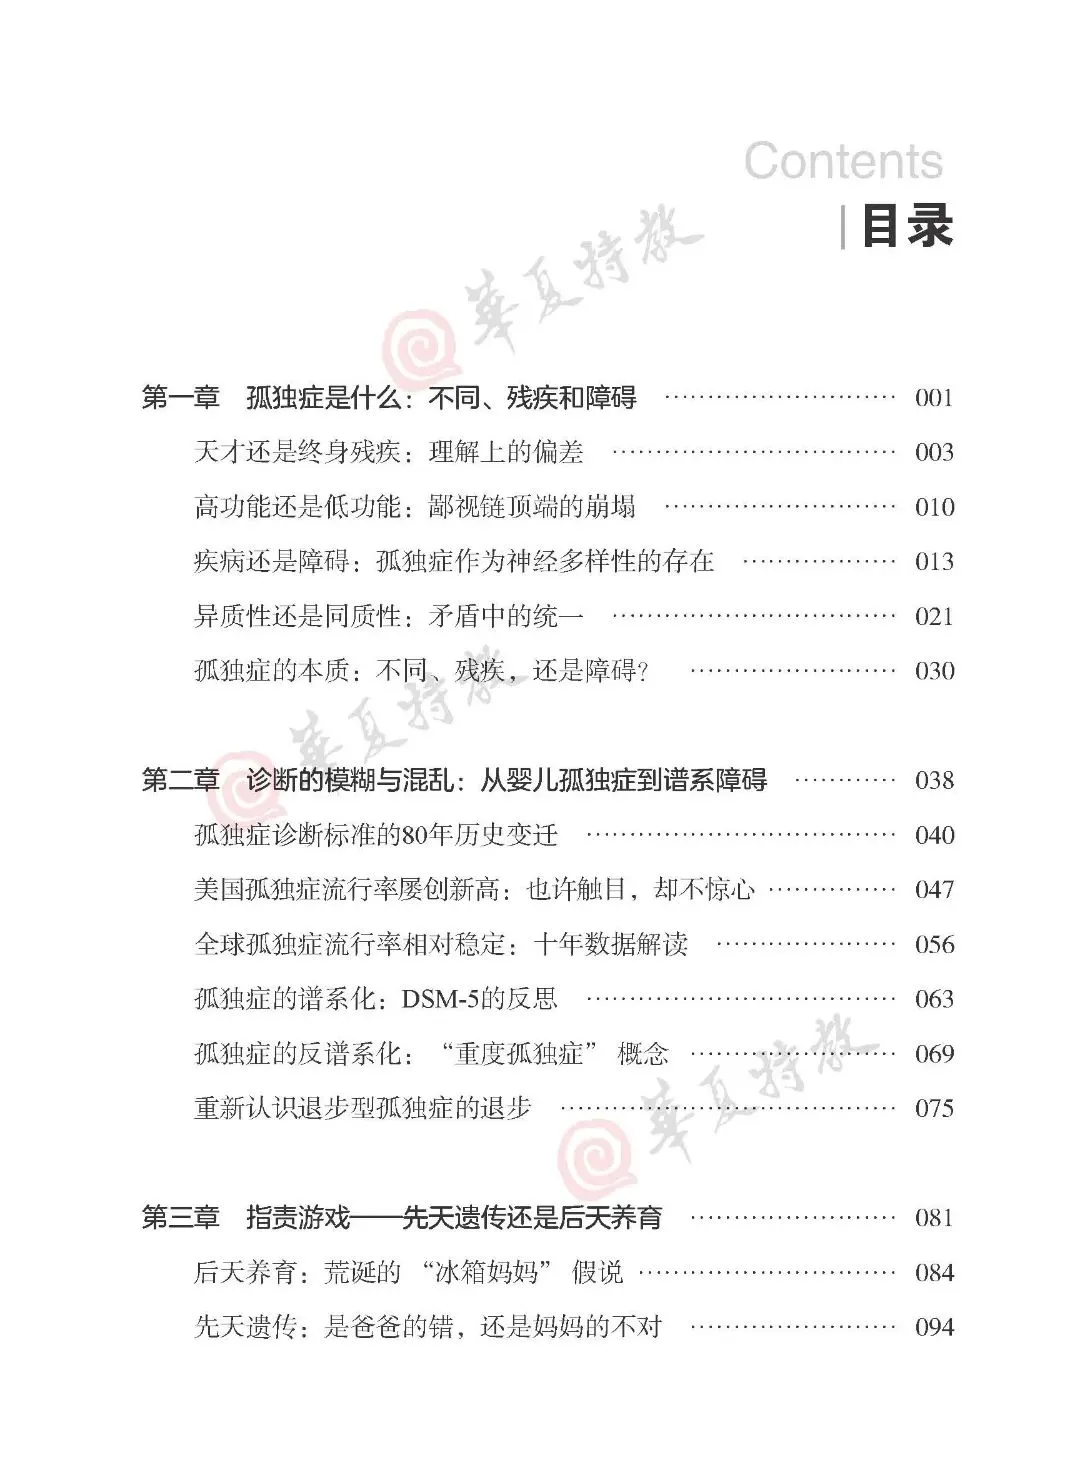 Contents
目录
華夏特教
第一章 孤独症是什么：不同、残疾和障碍 ························ 001
天才还是终身残疾：理解上的偏差 ························ 003
高功能还是低功能：鄙视链顶端的崩塌 ························ 010
疾病还是障碍：孤独症作为神经多样性的存在 ························ 013
异质性还是同质性：矛盾中的统一 ························ 021
孤独症的本质：不同、残疾，还是障碍？ ························ 030
華夏特教
第二章 诊断的模糊与混乱：从婴儿孤独症到谱系障碍 ············ 038
孤独症诊断标准的80年历史变迁 ························ 040
美国孤独症流行率屡创新高：也许触目，却不惊心 ············ 047
全球孤独症流行率相对稳定：十年数据解读 ························ 056
孤独症的谱系化：DSM-5的反思 ························ 063
孤独症的反谱系化：“重度孤独症”概念 ························ 069
重新认识退步型孤独症的退步 ························ 075
華夏特教
第三章 指责游戏——先天遗传还是后天养育 ························ 081
后天养育：荒诞的“冰箱妈妈”假说 ························ 084
先天遗传：是爸爸的错，还是妈妈的不对 ························ 094